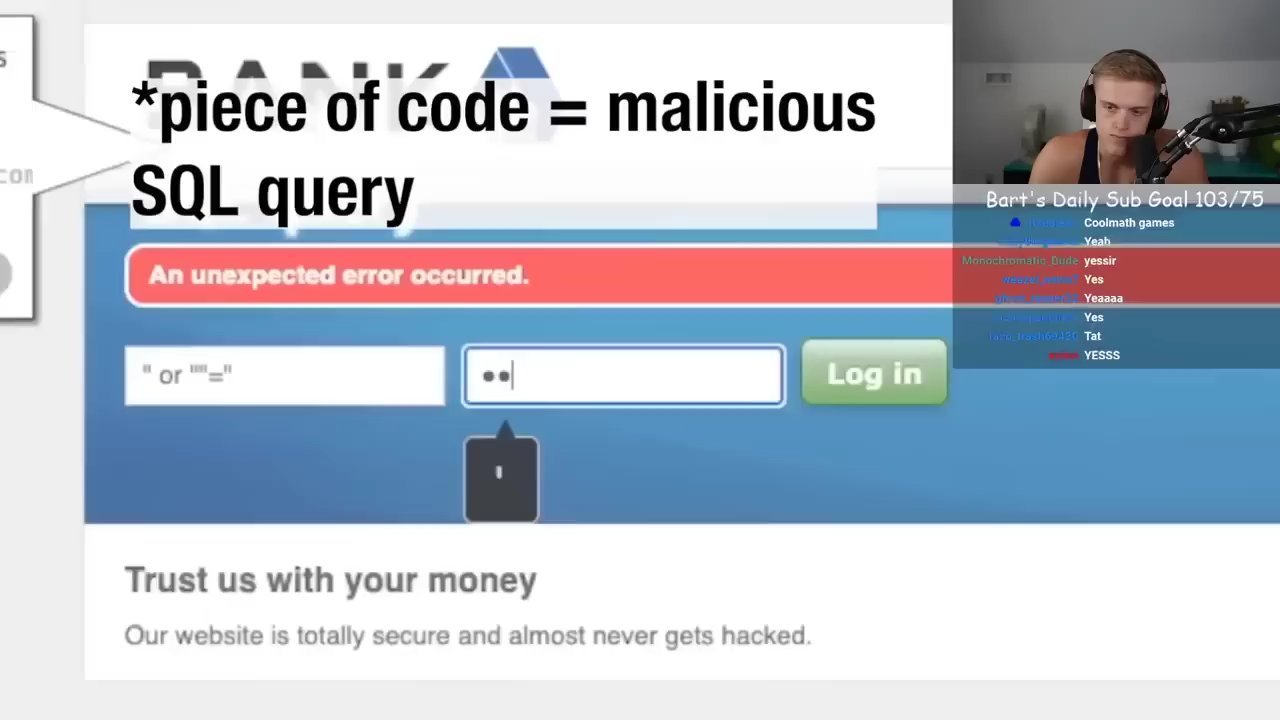 s
BANK
*piece of code = malicious
SQL query
com
An unexpected error occurred.
" or ""="
Log in
'
Trust us with your money
Our website is totally secure and almost never gets hacked.
Bart's Daily Sub Goal 103/75
Coolmath games
Yeah
Monochromatic_Dude yessir
Yes
Yeaaaa
Yes
Tat
YESSS